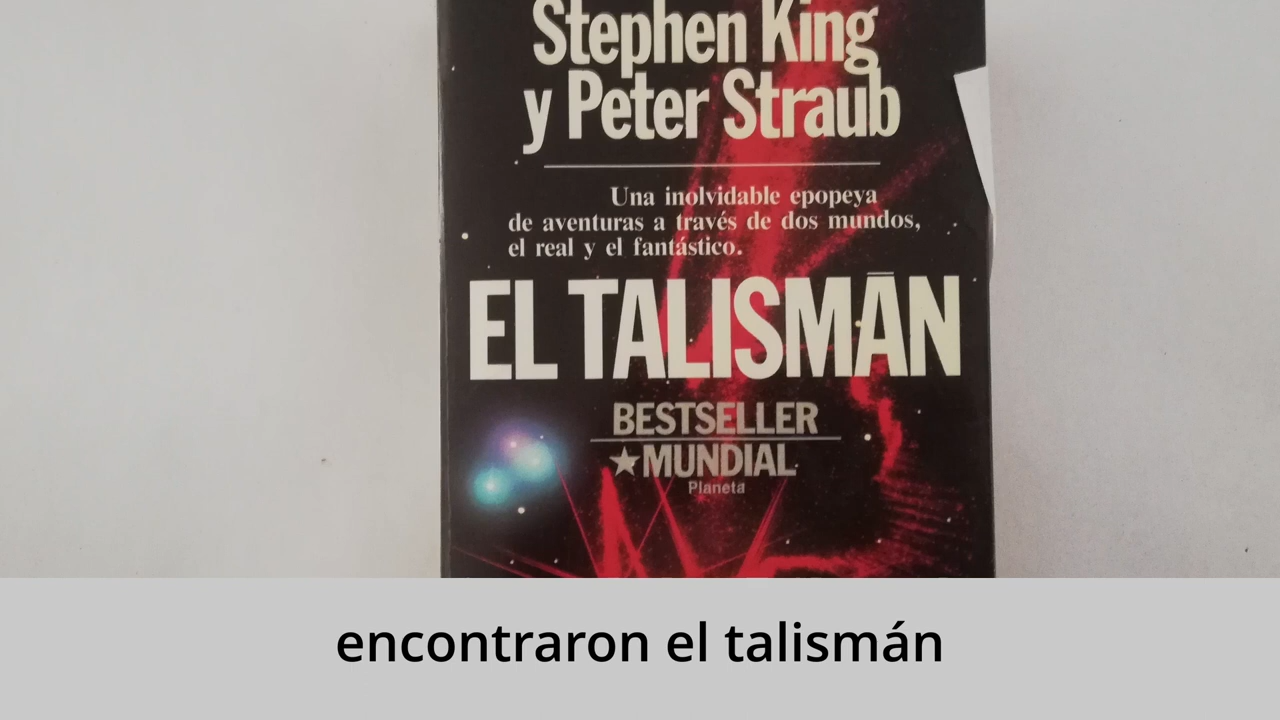 Stephen King
y Peter Straub
Una inolvidable epopeya
de aventuras a través de dos mundos,
el real y el fantástico.
EL TALISMÁN
BESTSELLER
★MUNDIAL
Planeta
encontraron el talismán